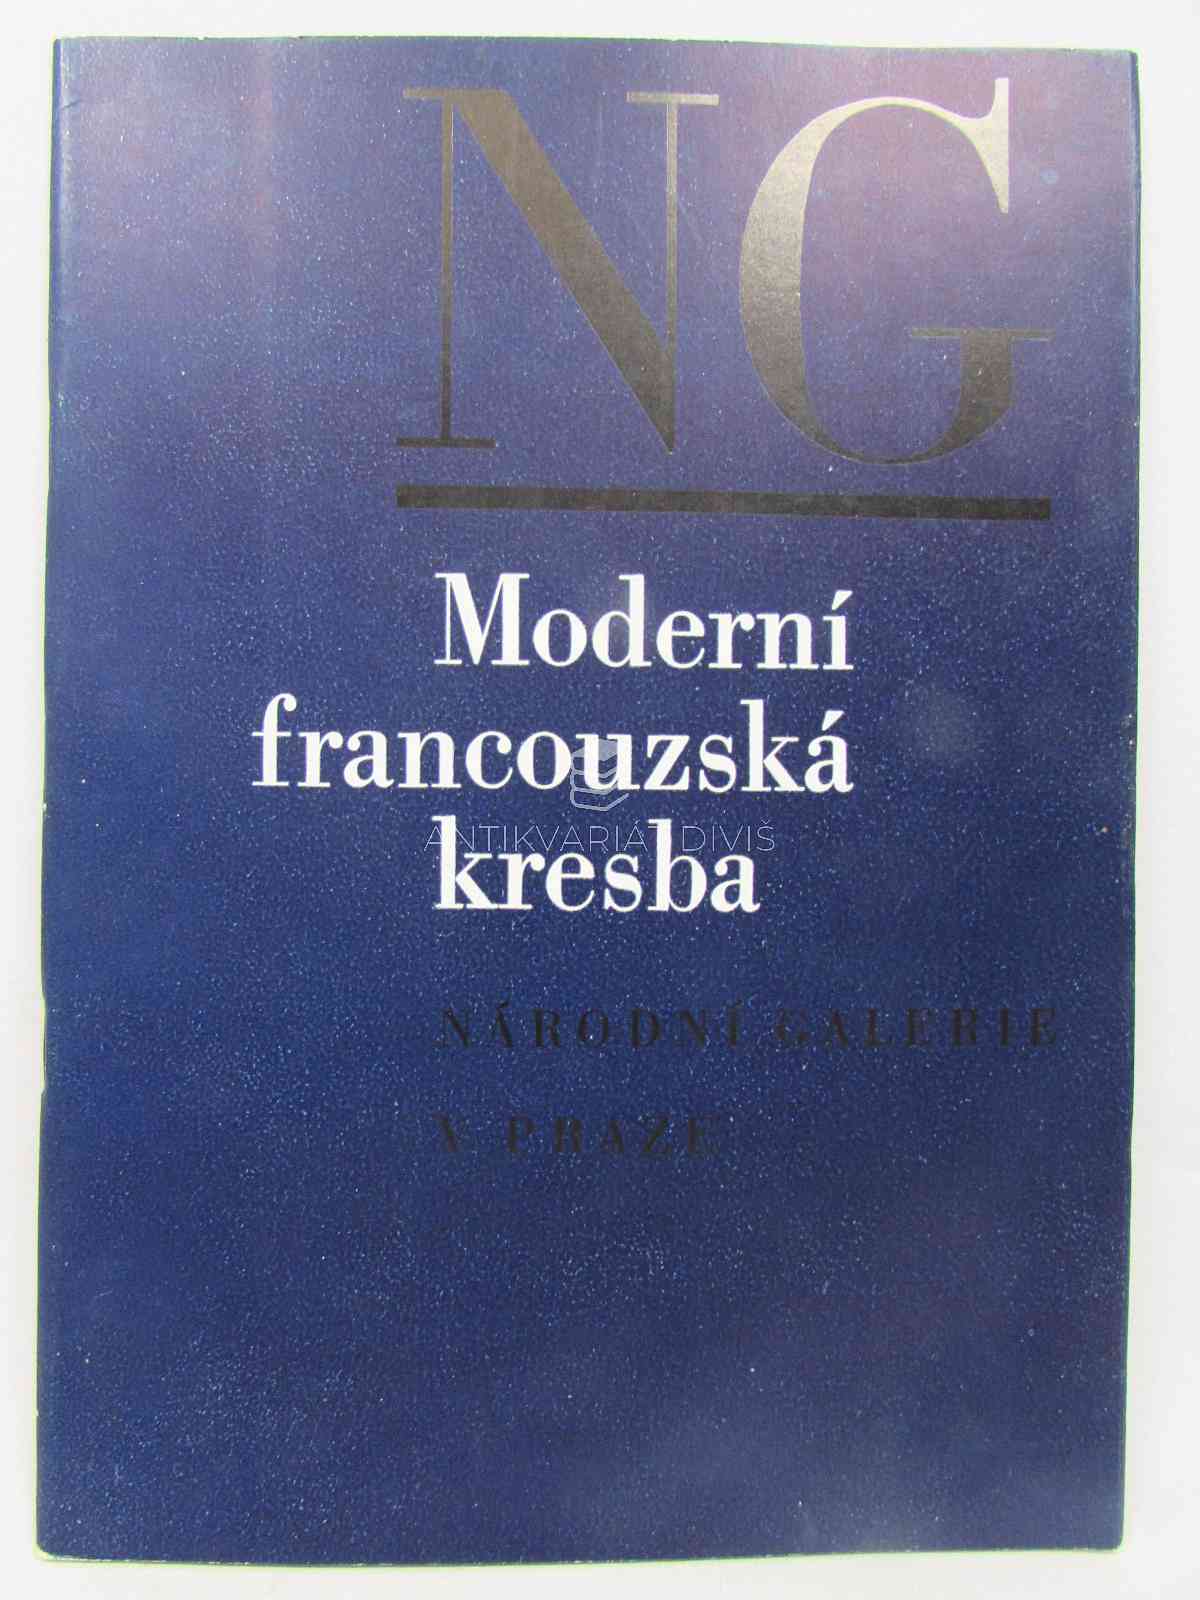 NG
Moderní
francouzská
ANTIKVARIÁT DIVIŠ
kresba
NÁRODNÍ GALERIE
V PRAZE